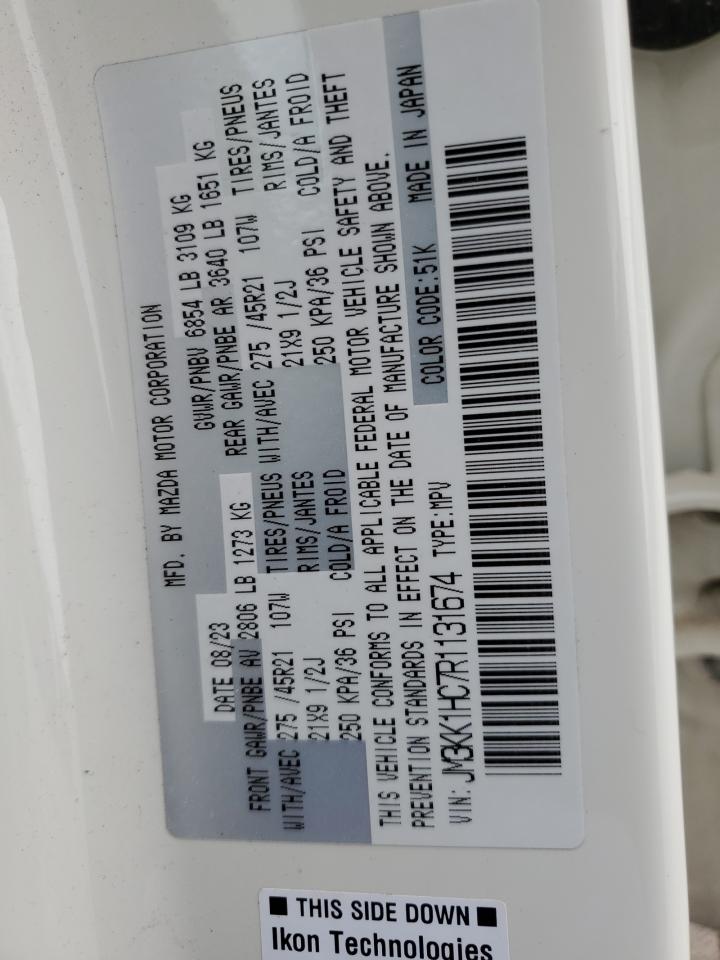 MFD. BY MAZDA MOTOR CORPORATION
DATE 08/23 GVWR/PNBV 6854 LB 3109 KG
FRONT GAWR/PNBE AV 2806 LB 1273 KG REAR GAWR/PNBE AR 3640 LB 1651 KG
WITH/AVEC 275 /45R21 107W TIRES/PNEUS WITH/AVEC 275 /45R21 107W TIRES/PNEUS
21X9 1/2J RIMS/JANTES 21X9 1/2J RIMS/JANTES
250 KPA/36 PSI COLD/A FROID 250 KPA/36 PSI COLD/A FROID
THIS VEHICLE CONFORMS TO ALL APPLICABLE FEDERAL MOTOR VEHICLE SAFETY AND THEFT
PREVENTION STANDARDS IN EFFECT ON THE DATE OF MANUFACTURE SHOWN ABOVE.
COLOR CODE:51K MADE IN JAPAN
VIN:JM3KK1HC7R1131674 TYPE:MPV
THIS SIDE DOWN
Ikon Technologies